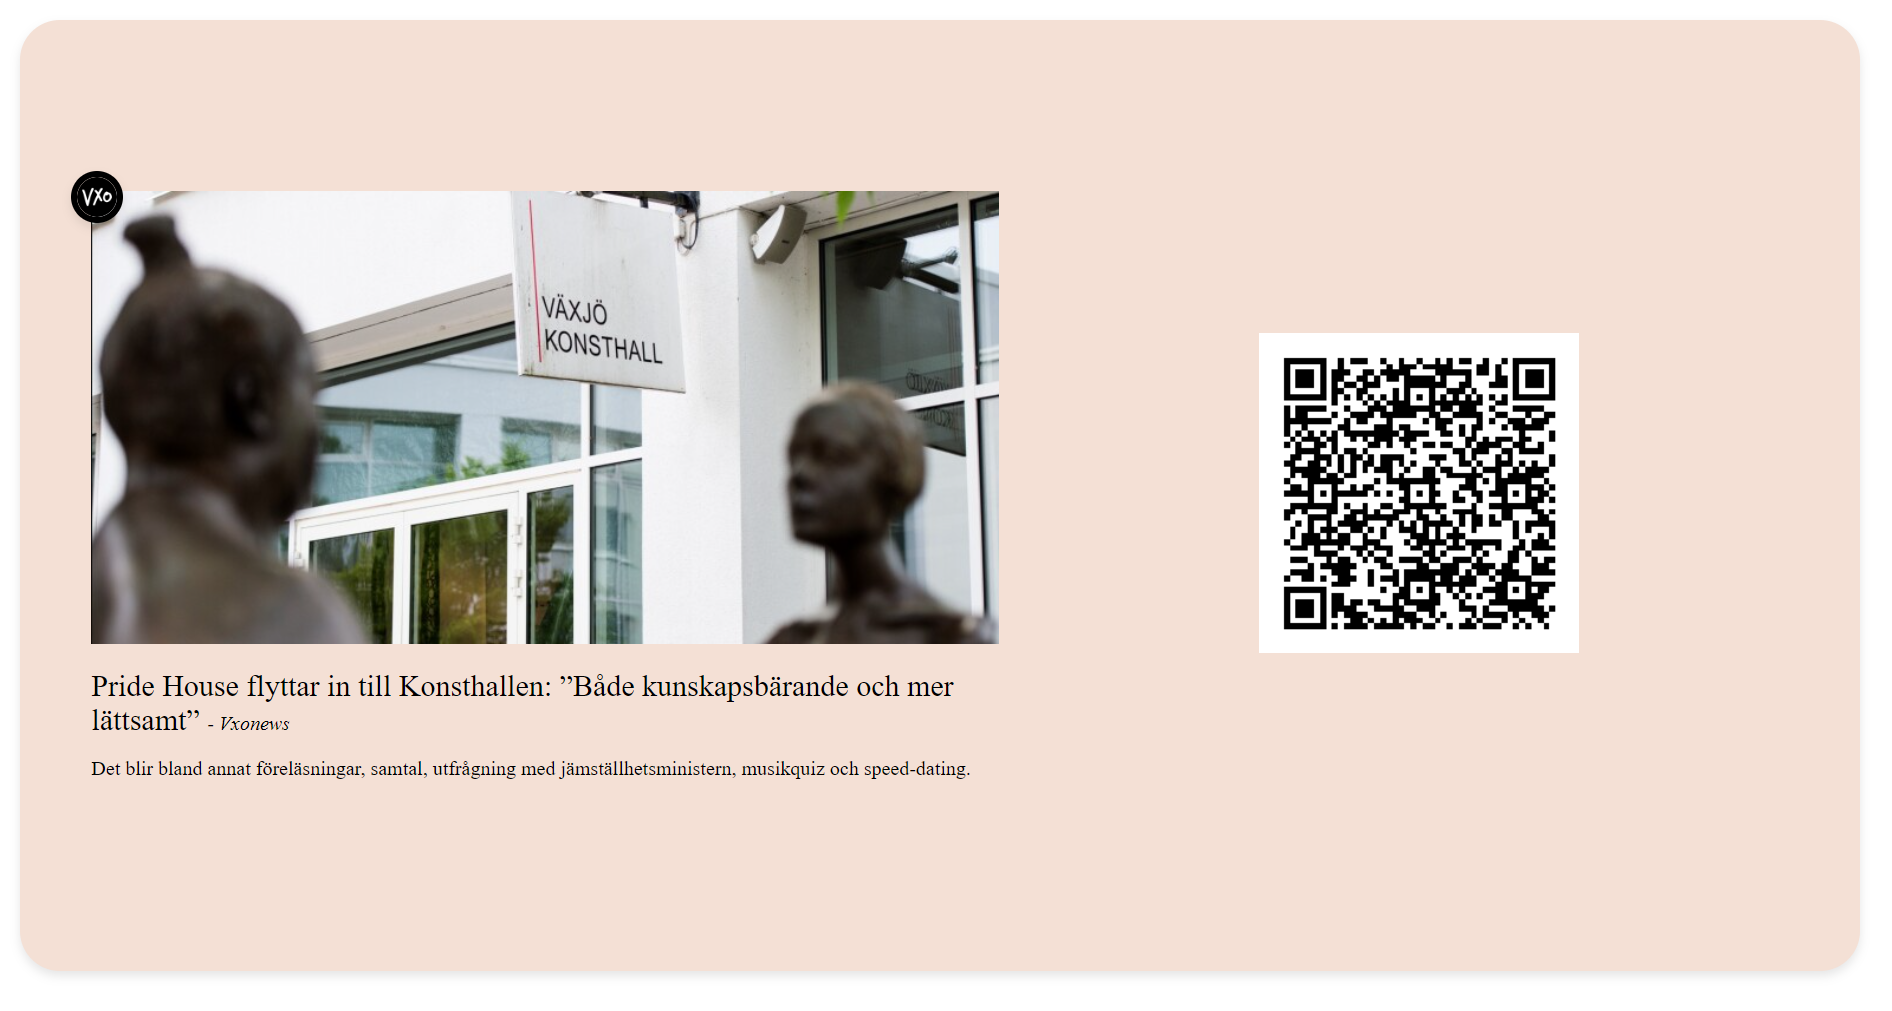 VXO
VÄXJÖ
KONSTHALL
Pride House flyttar in till Konsthallen: ”Både kunskapsbärande och mer
lättsamt” - Vxonews
Det blir bland annat föreläsningar, samtal, utfrågning med jämställhetsministern, musikquiz och speed-dating.